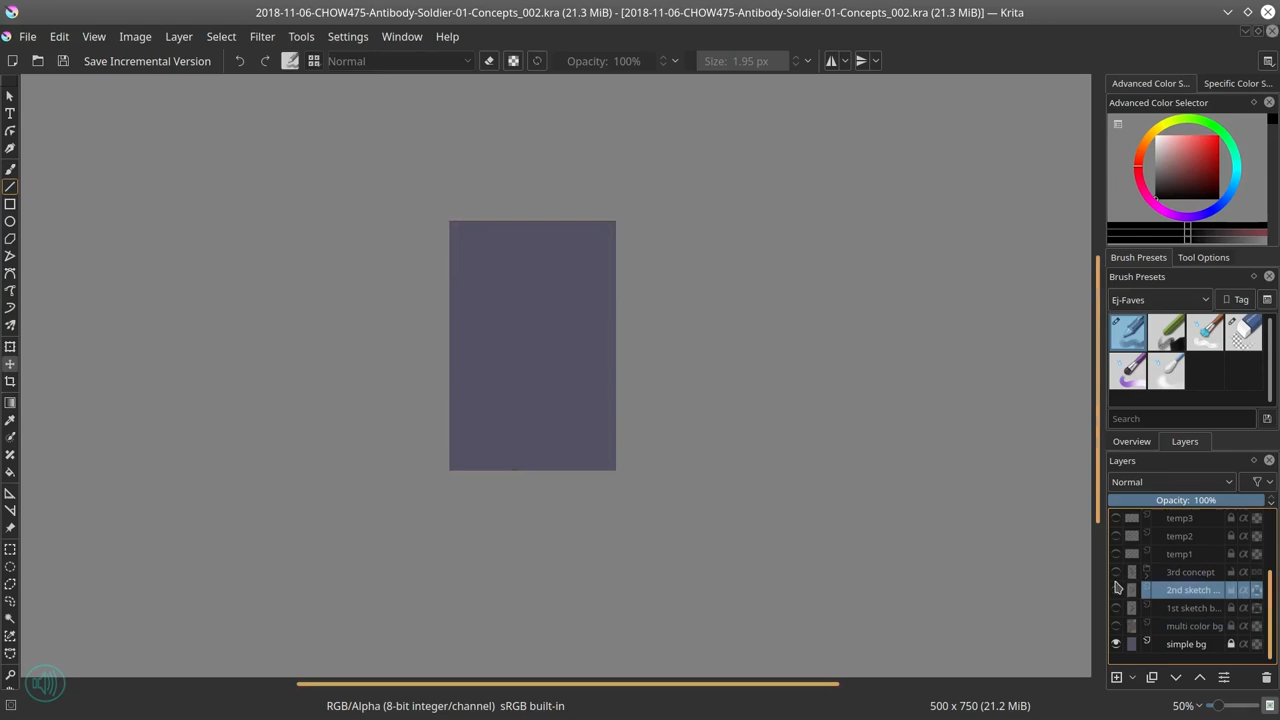 2018-11-06-CHOW475-Antibody-Soldier-01-Concepts_002.kra (21.3 MiB) - [2018-11-06-CHOW475-Antibody-Soldier-01-Concepts_002.kra (21.3 MiB)] — Krita
File Edit View Image Layer Select Filter Tools Settings Window Help
Save Incremental Version Normal Opacity: 100% Size: 1.95 px
Advanced Color S... Specific Color S...
Advanced Color Selector
Brush Presets Tool Options
Brush Presets
Ej-Faves Tag
Search
Overview Layers
Layers
Normal
Opacity: 100%
temp3
temp2
temp1
3rd concept
2nd sketch ...
1st sketch b...
multi color bg
simple bg
RGB/Alpha (8-bit integer/channel) sRGB built-in 500 x 750 (21.2 MiB) 50%